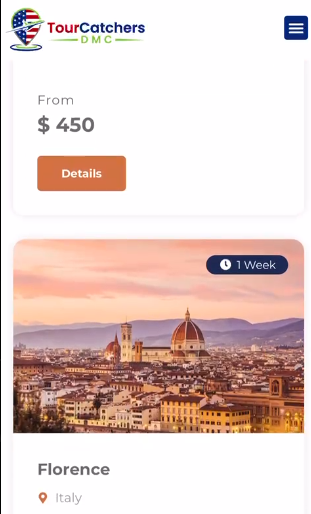 TourCatchers
DMC
From
$ 450
Details
1 Week
Florence
Italy